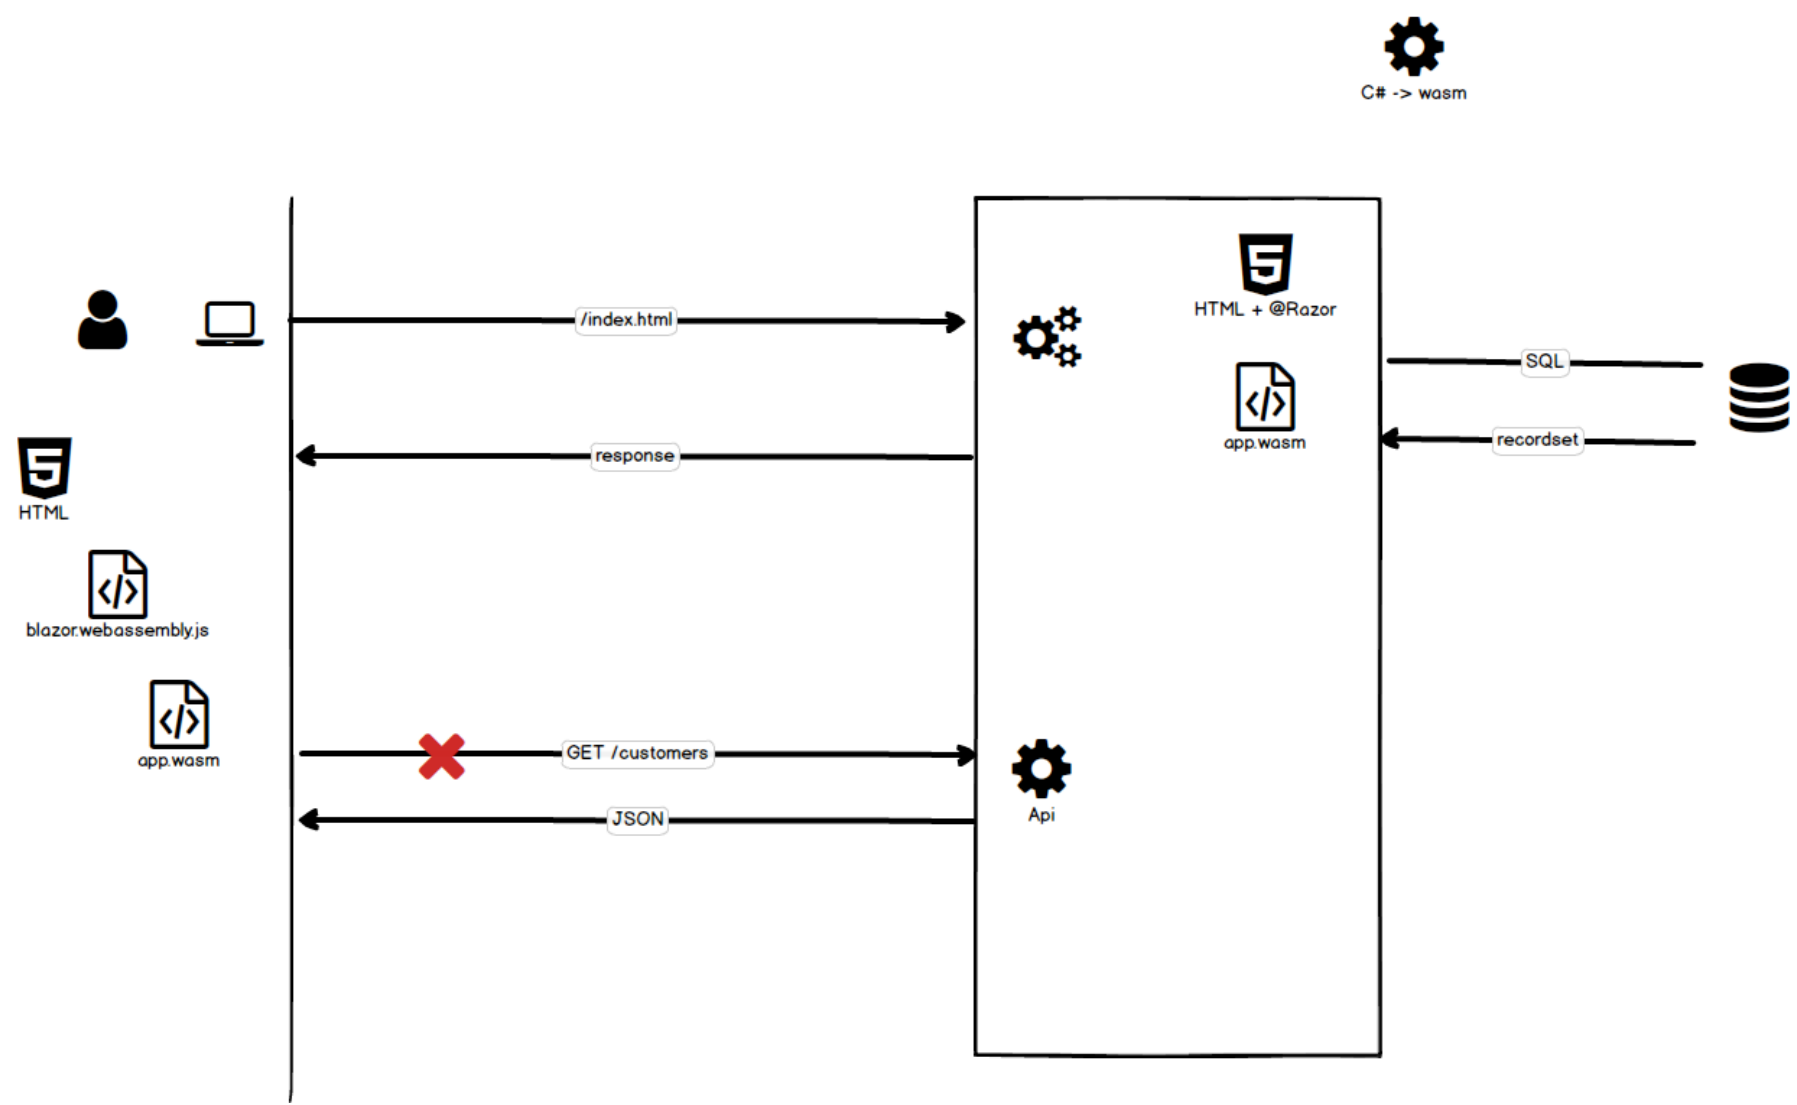 C# -> wasm
HTML + @Razor
/index.html
SQL
app.wasm
recordset
response
HTML
blazor.webassembly.js
GET /customers
app.wasm
Api
JSON